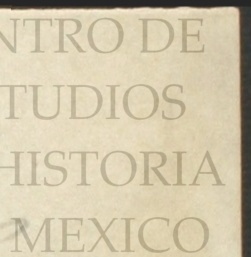 NTRO DE
TUDIOS
HISTORIA
MEXICO